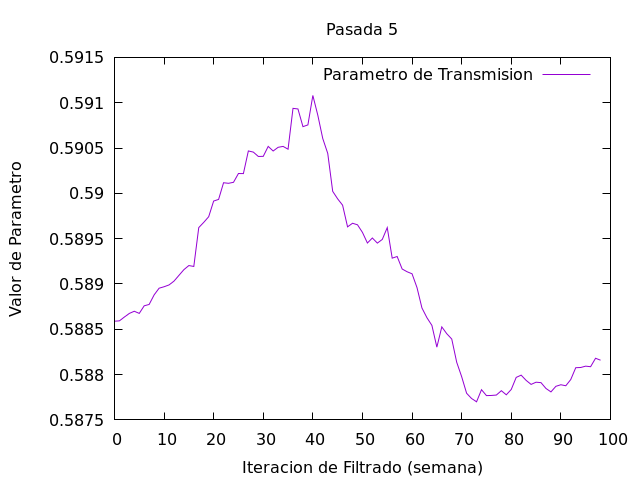 Pasada 5
0.5915
Parametro de Transmision
0.591
0.5905
0.59
0.5895
0.589
0.5885
0.588
0.5875
Valor de Parametro
0 10 20 30 40 50 60 70 80 90 100
Iteracion de Filtrado (semana)